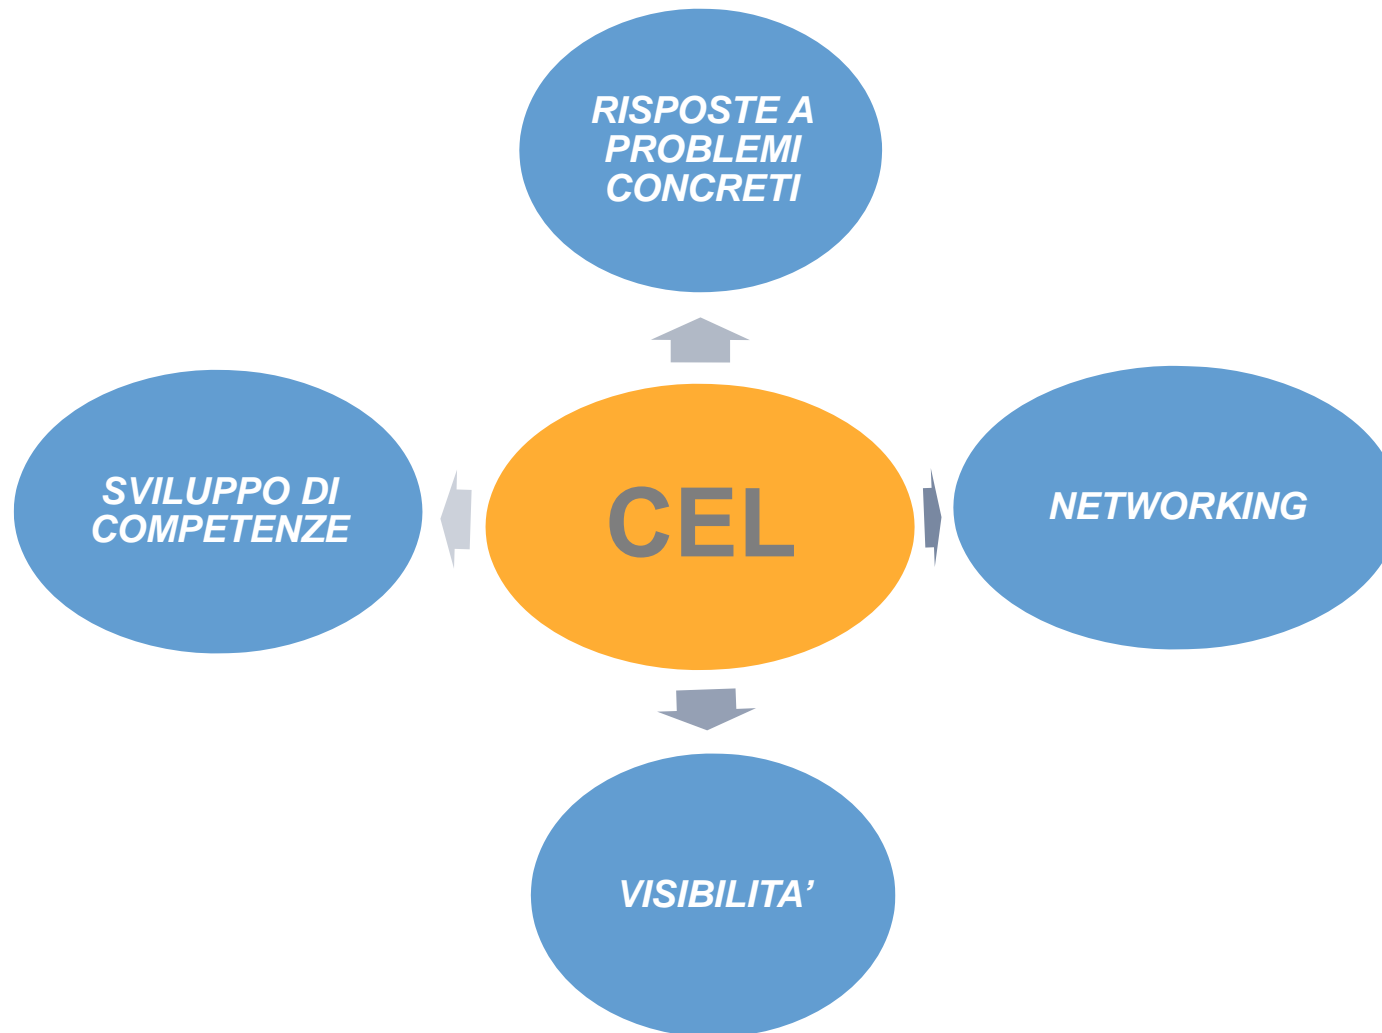 RISPOSTE A
PROBLEMI
CONCRETI
SVILUPPO DI
COMPETENZE
CEL
NETWORKING
VISIBILITA’